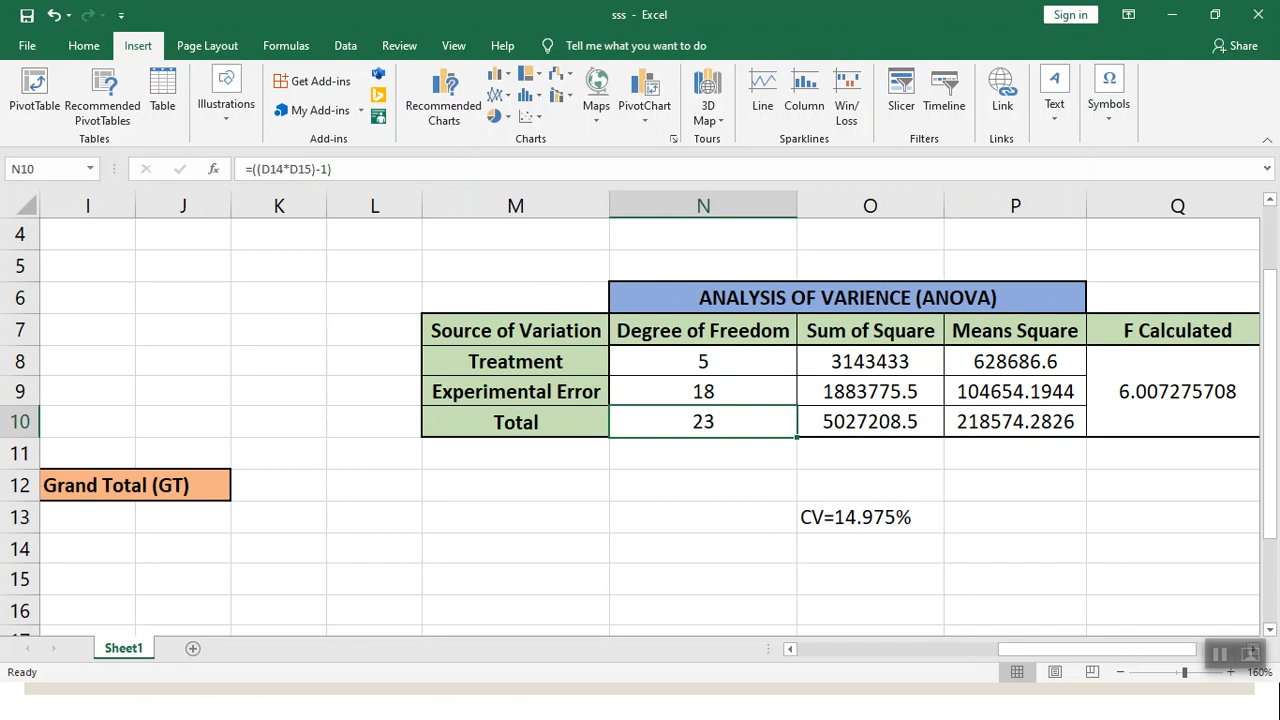 sss - Excel
Sign in
File Home Insert Page Layout Formulas Data Review View Help Tell me what you want to do Share
PivotTable Recommended PivotTables Table
Illustrations
Get Add-ins
My Add-ins
Recommended Charts
Maps PivotChart
3D Map
Line Column Win/Loss
Slicer Timeline
Link
Text
Symbols
Tables Add-ins Charts Tours Sparklines Filters Links
N10 fx =((D14*D15)-1)
I J K L M N O P Q
4
5
6 ANALYSIS OF VARIENCE (ANOVA)
7 Source of Variation Degree of Freedom Sum of Square Means Square F Calculated
8 Treatment 5 3143433 628686.6
9 Experimental Error 18 1883775.5 104654.1944 6.007275708
10 Total 23 5027208.5 218574.2826
11
12 Grand Total (GT)
13 CV=14.975%
14
15
16
17
Sheet1
Ready 160%